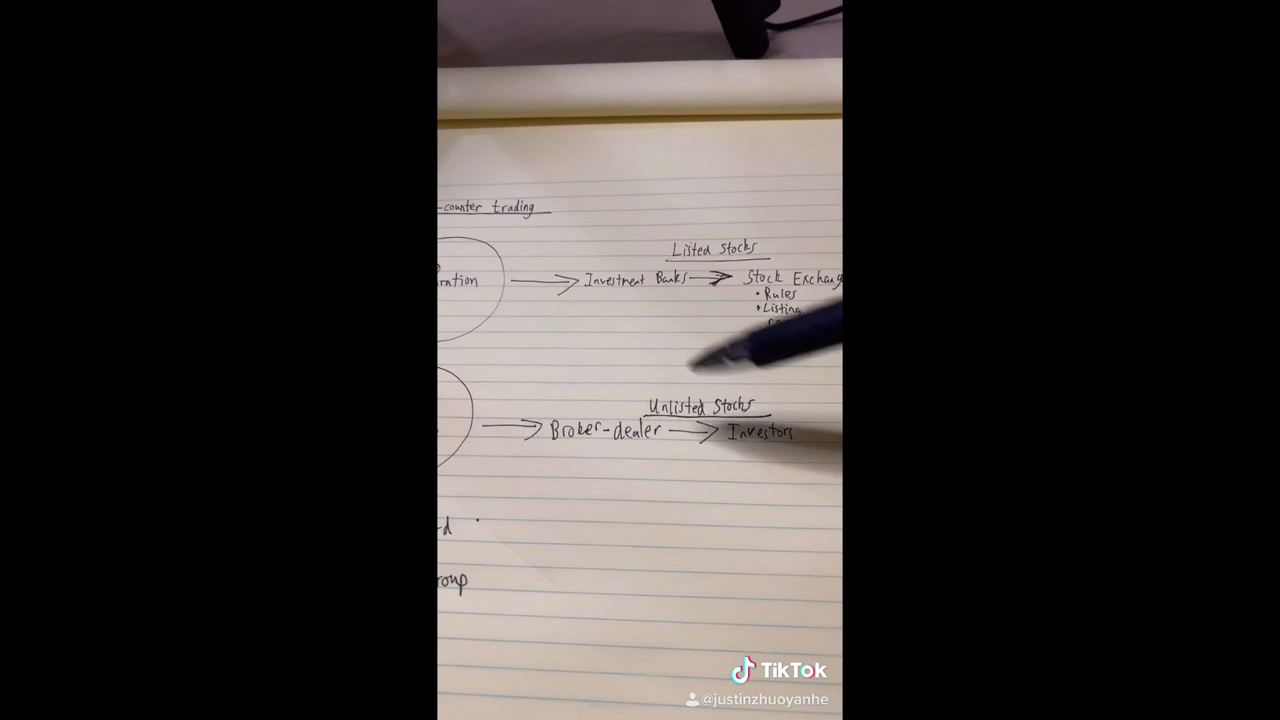 -counter trading
Listed Stocks
ration → Investment Banks → Stock Exchang
• Rules
• Listing
Unlisted Stocks
→ Broker-dealer → Investors
-d
roup
TikTok
@justinzhuoyanhe